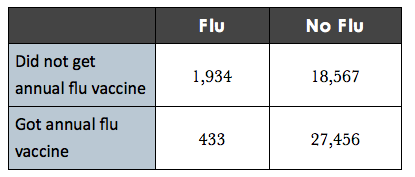 Flu No Flu
Did not get
annual flu vaccine
1,934 18,567
Got annual flu
vaccine
433 27,456